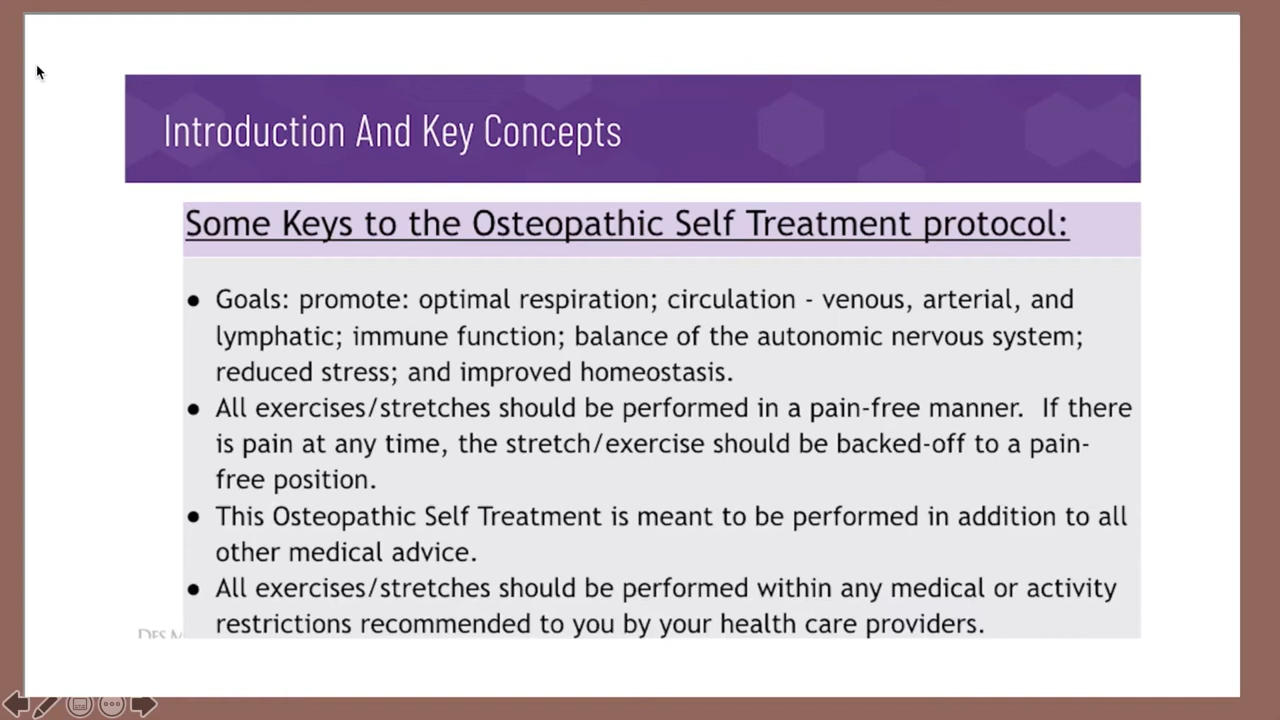 Introduction And Key Concepts
Some Keys to the Osteopathic Self Treatment protocol:
● Goals: promote: optimal respiration; circulation - venous, arterial, and
lymphatic; immune function; balance of the autonomic nervous system;
reduced stress; and improved homeostasis.
● All exercises/stretches should be performed in a pain-free manner.  If there
is pain at any time, the stretch/exercise should be backed-off to a pain-
free position.
● This Osteopathic Self Treatment is meant to be performed in addition to all
other medical advice.
● All exercises/stretches should be performed within any medical or activity
restrictions recommended to you by your health care providers.